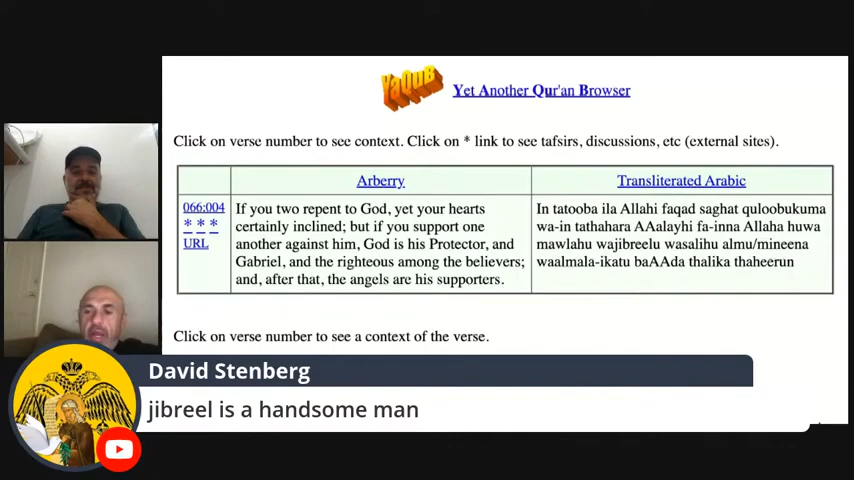 YaQuB Yet Another Qur'an Browser
Click on verse number to see context. Click on * link to see tafsirs, discussions, etc (external sites).
Arberry
Transliterated Arabic
066:004
* * *
URL
If you two repent to God, yet your hearts
certainly inclined; but if you support one
another against him, God is his Protector, and
Gabriel, and the righteous among the believers;
and, after that, the angels are his supporters.
In tatooba ila Allahi faqad saghat quloobukuma
wa-in tathahara AAalayhi fa-inna Allaha huwa
mawlahu wajibreelu wasalihu almu/mineena
waalmala-ikatu baAAda thalika thaheerun
Click on verse number to see a context of the verse.
David Stenberg
jibreel is a handsome man